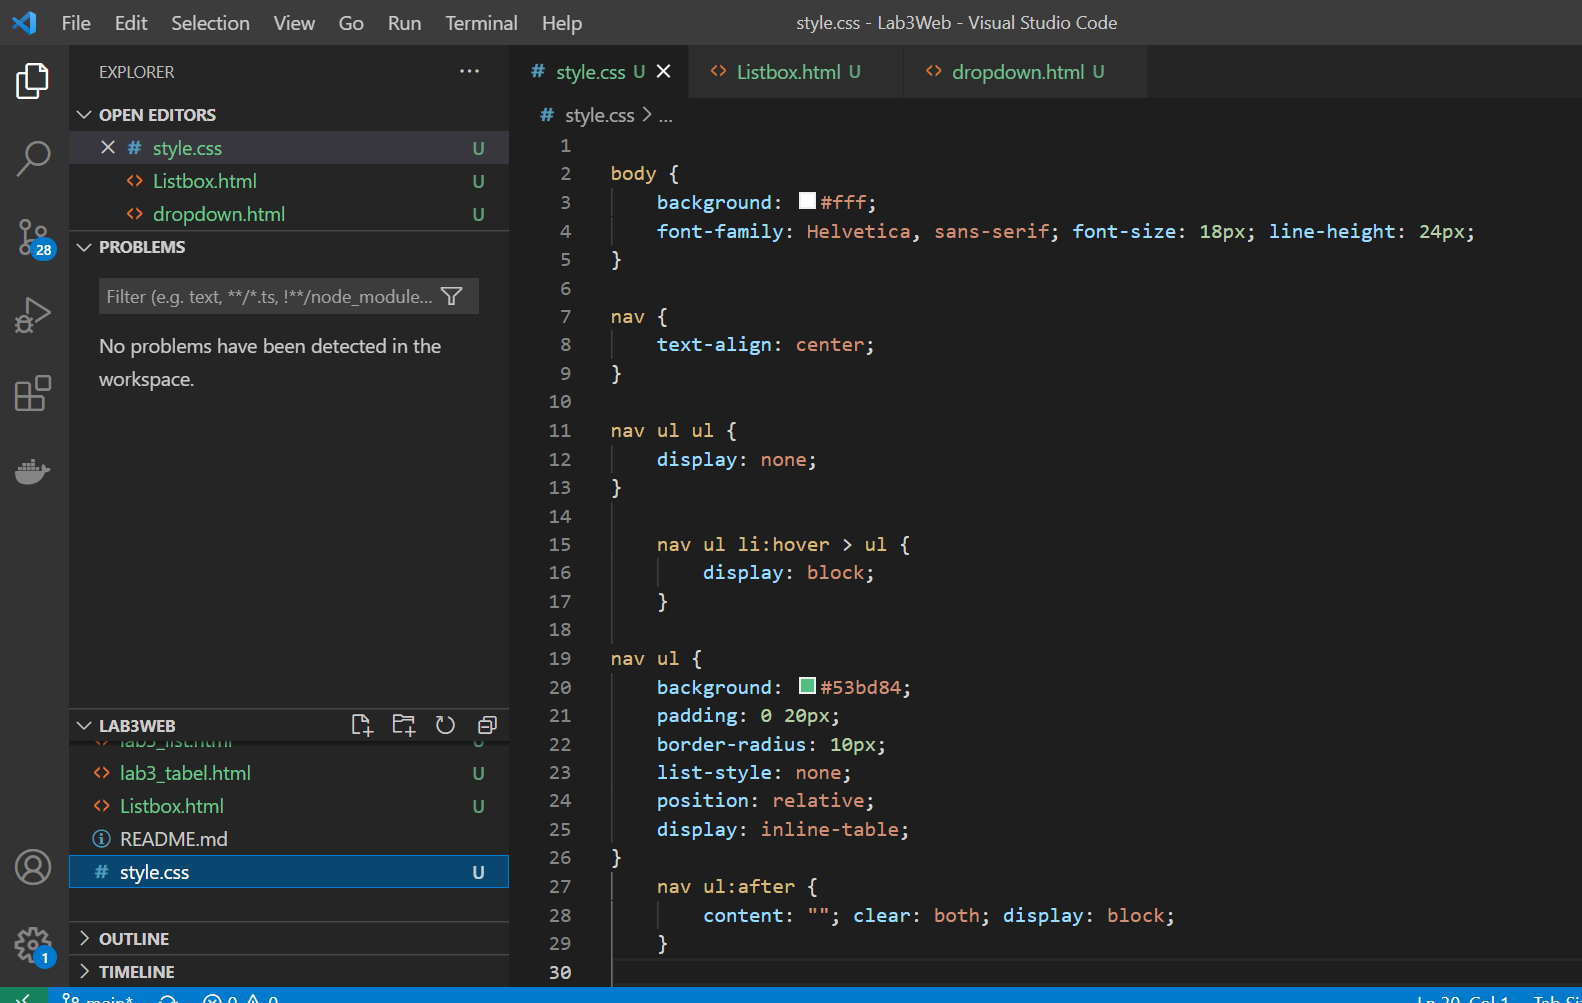 File Edit Selection View Go Run Terminal Help
style.css - Lab3Web - Visual Studio Code
EXPLORER
OPEN EDITORS
# style.css U
<> Listbox.html U
<> dropdown.html U
PROBLEMS
Filter (e.g. text, **/*.ts, !**/node_module...
No problems have been detected in the
workspace.
LAB3WEB
<> lab3_list.html U
<> lab3_tabel.html U
<> Listbox.html U
README.md
# style.css U
OUTLINE
TIMELINE
28
1
# style.css U <> Listbox.html U <> dropdown.html U
# style.css > ...
1
2 body {
3 background: #fff;
4 font-family: Helvetica, sans-serif; font-size: 18px; line-height: 24px;
5 }
6
7 nav {
8 text-align: center;
9 }
10
11 nav ul ul {
12 display: none;
13 }
14
15 nav ul li:hover > ul {
16 display: block;
17 }
18
19 nav ul {
20 background: #53bd84;
21 padding: 0 20px;
22 border-radius: 10px;
23 list-style: none;
24 position: relative;
25 display: inline-table;
26 }
27 nav ul:after {
28 content: ""; clear: both; display: block;
29 }
30
main* 0 0 Ln 30, Col 1